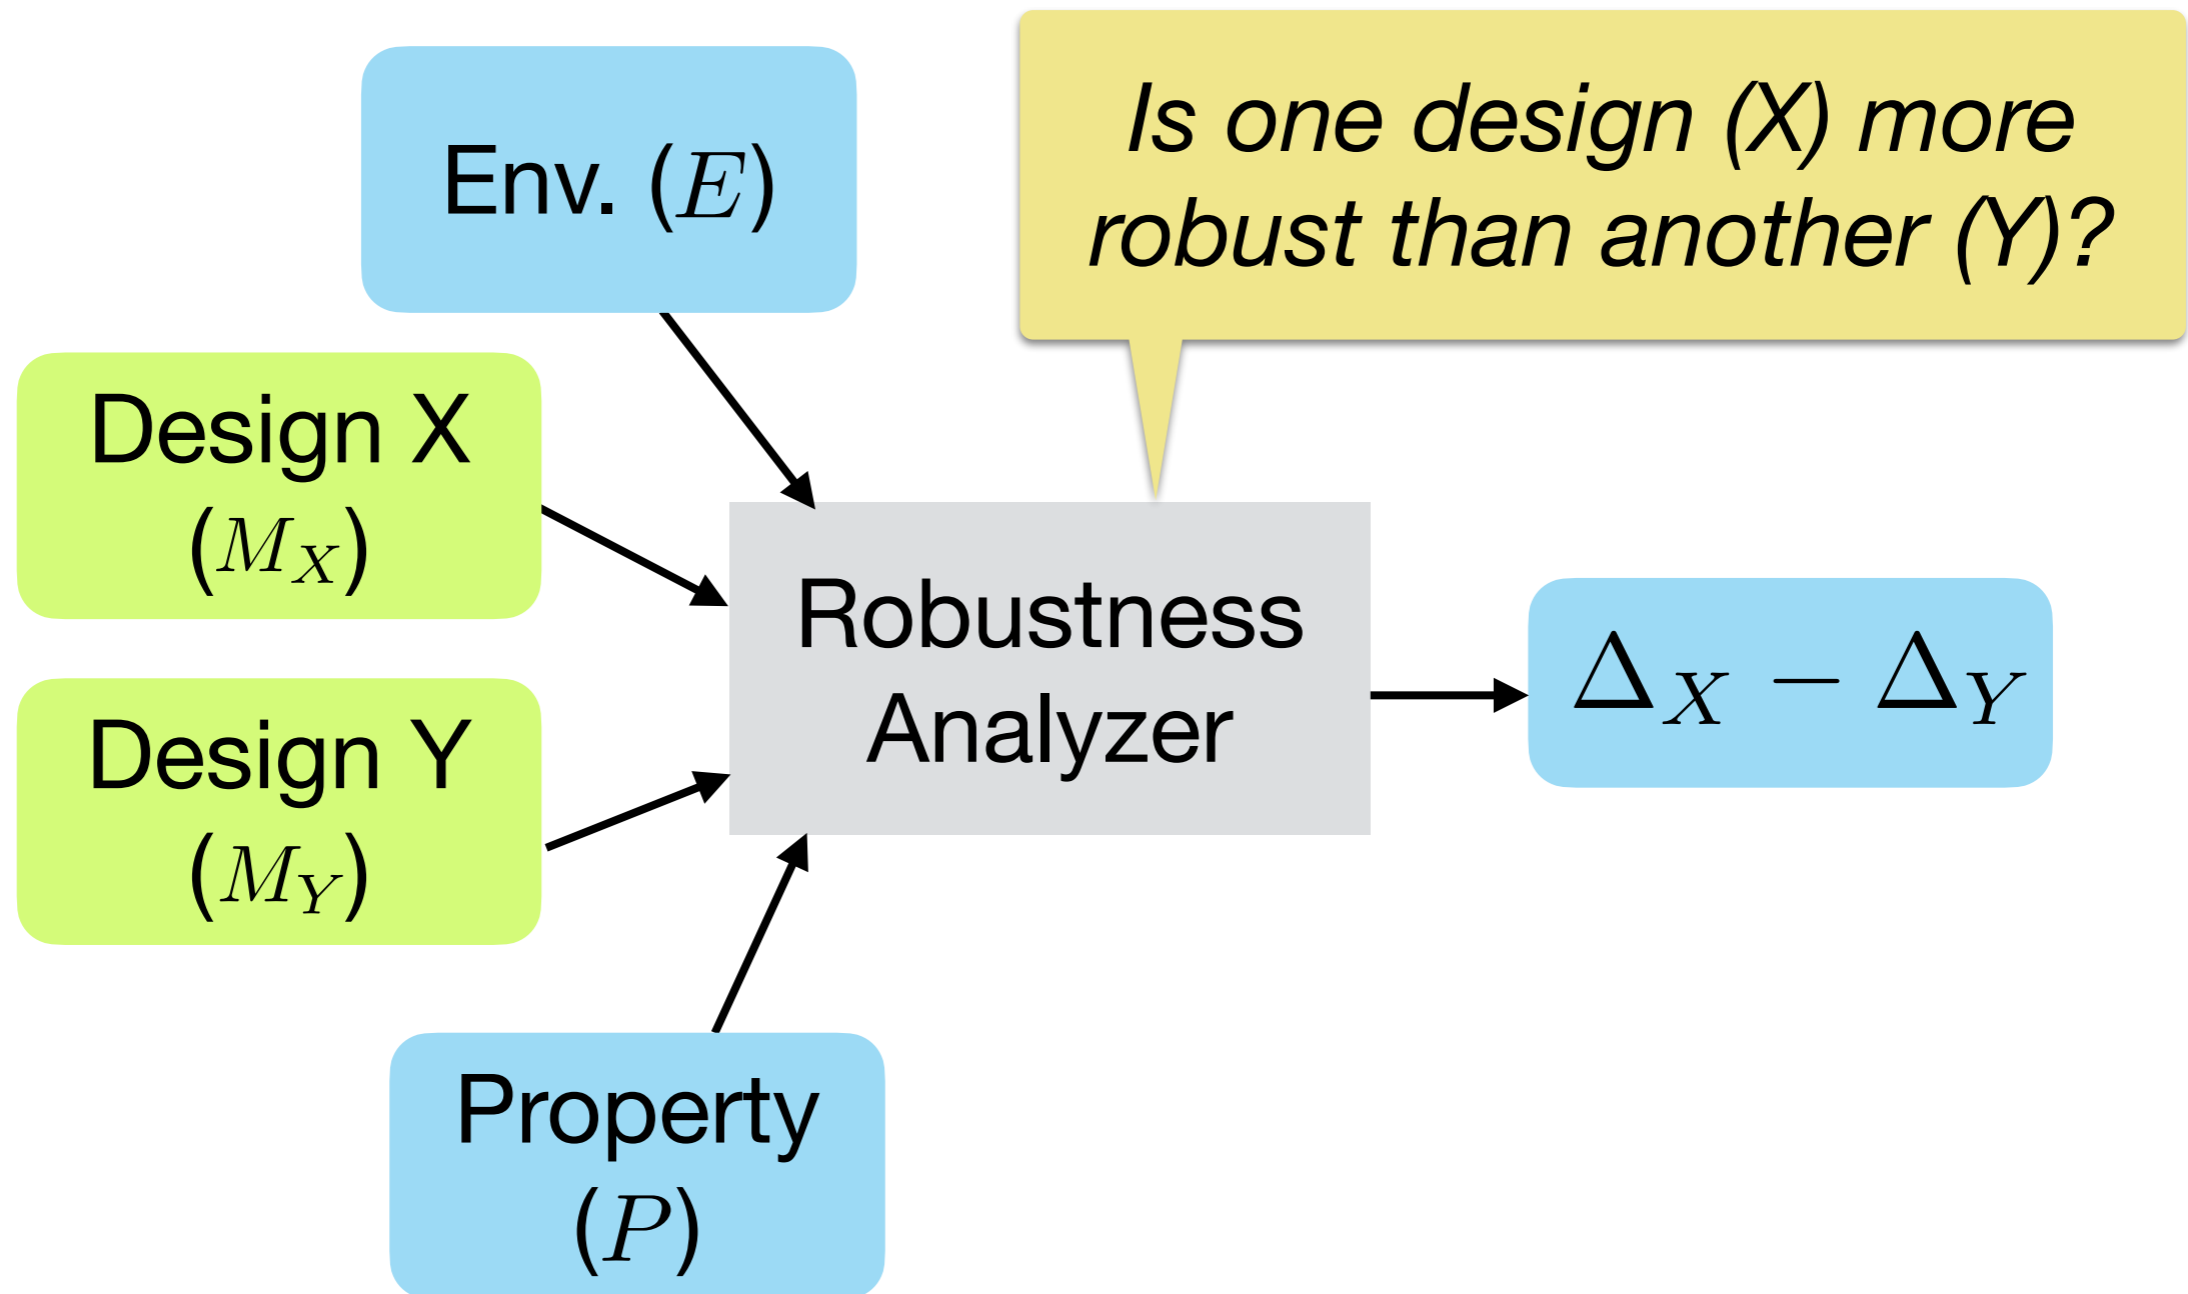 Env. (E)
Is one design (X) more
robust than another (Y)?
Design X
(M_X)
Design Y
(M_Y)
Robustness
Analyzer
Δ_X − Δ_Y
Property
(P)